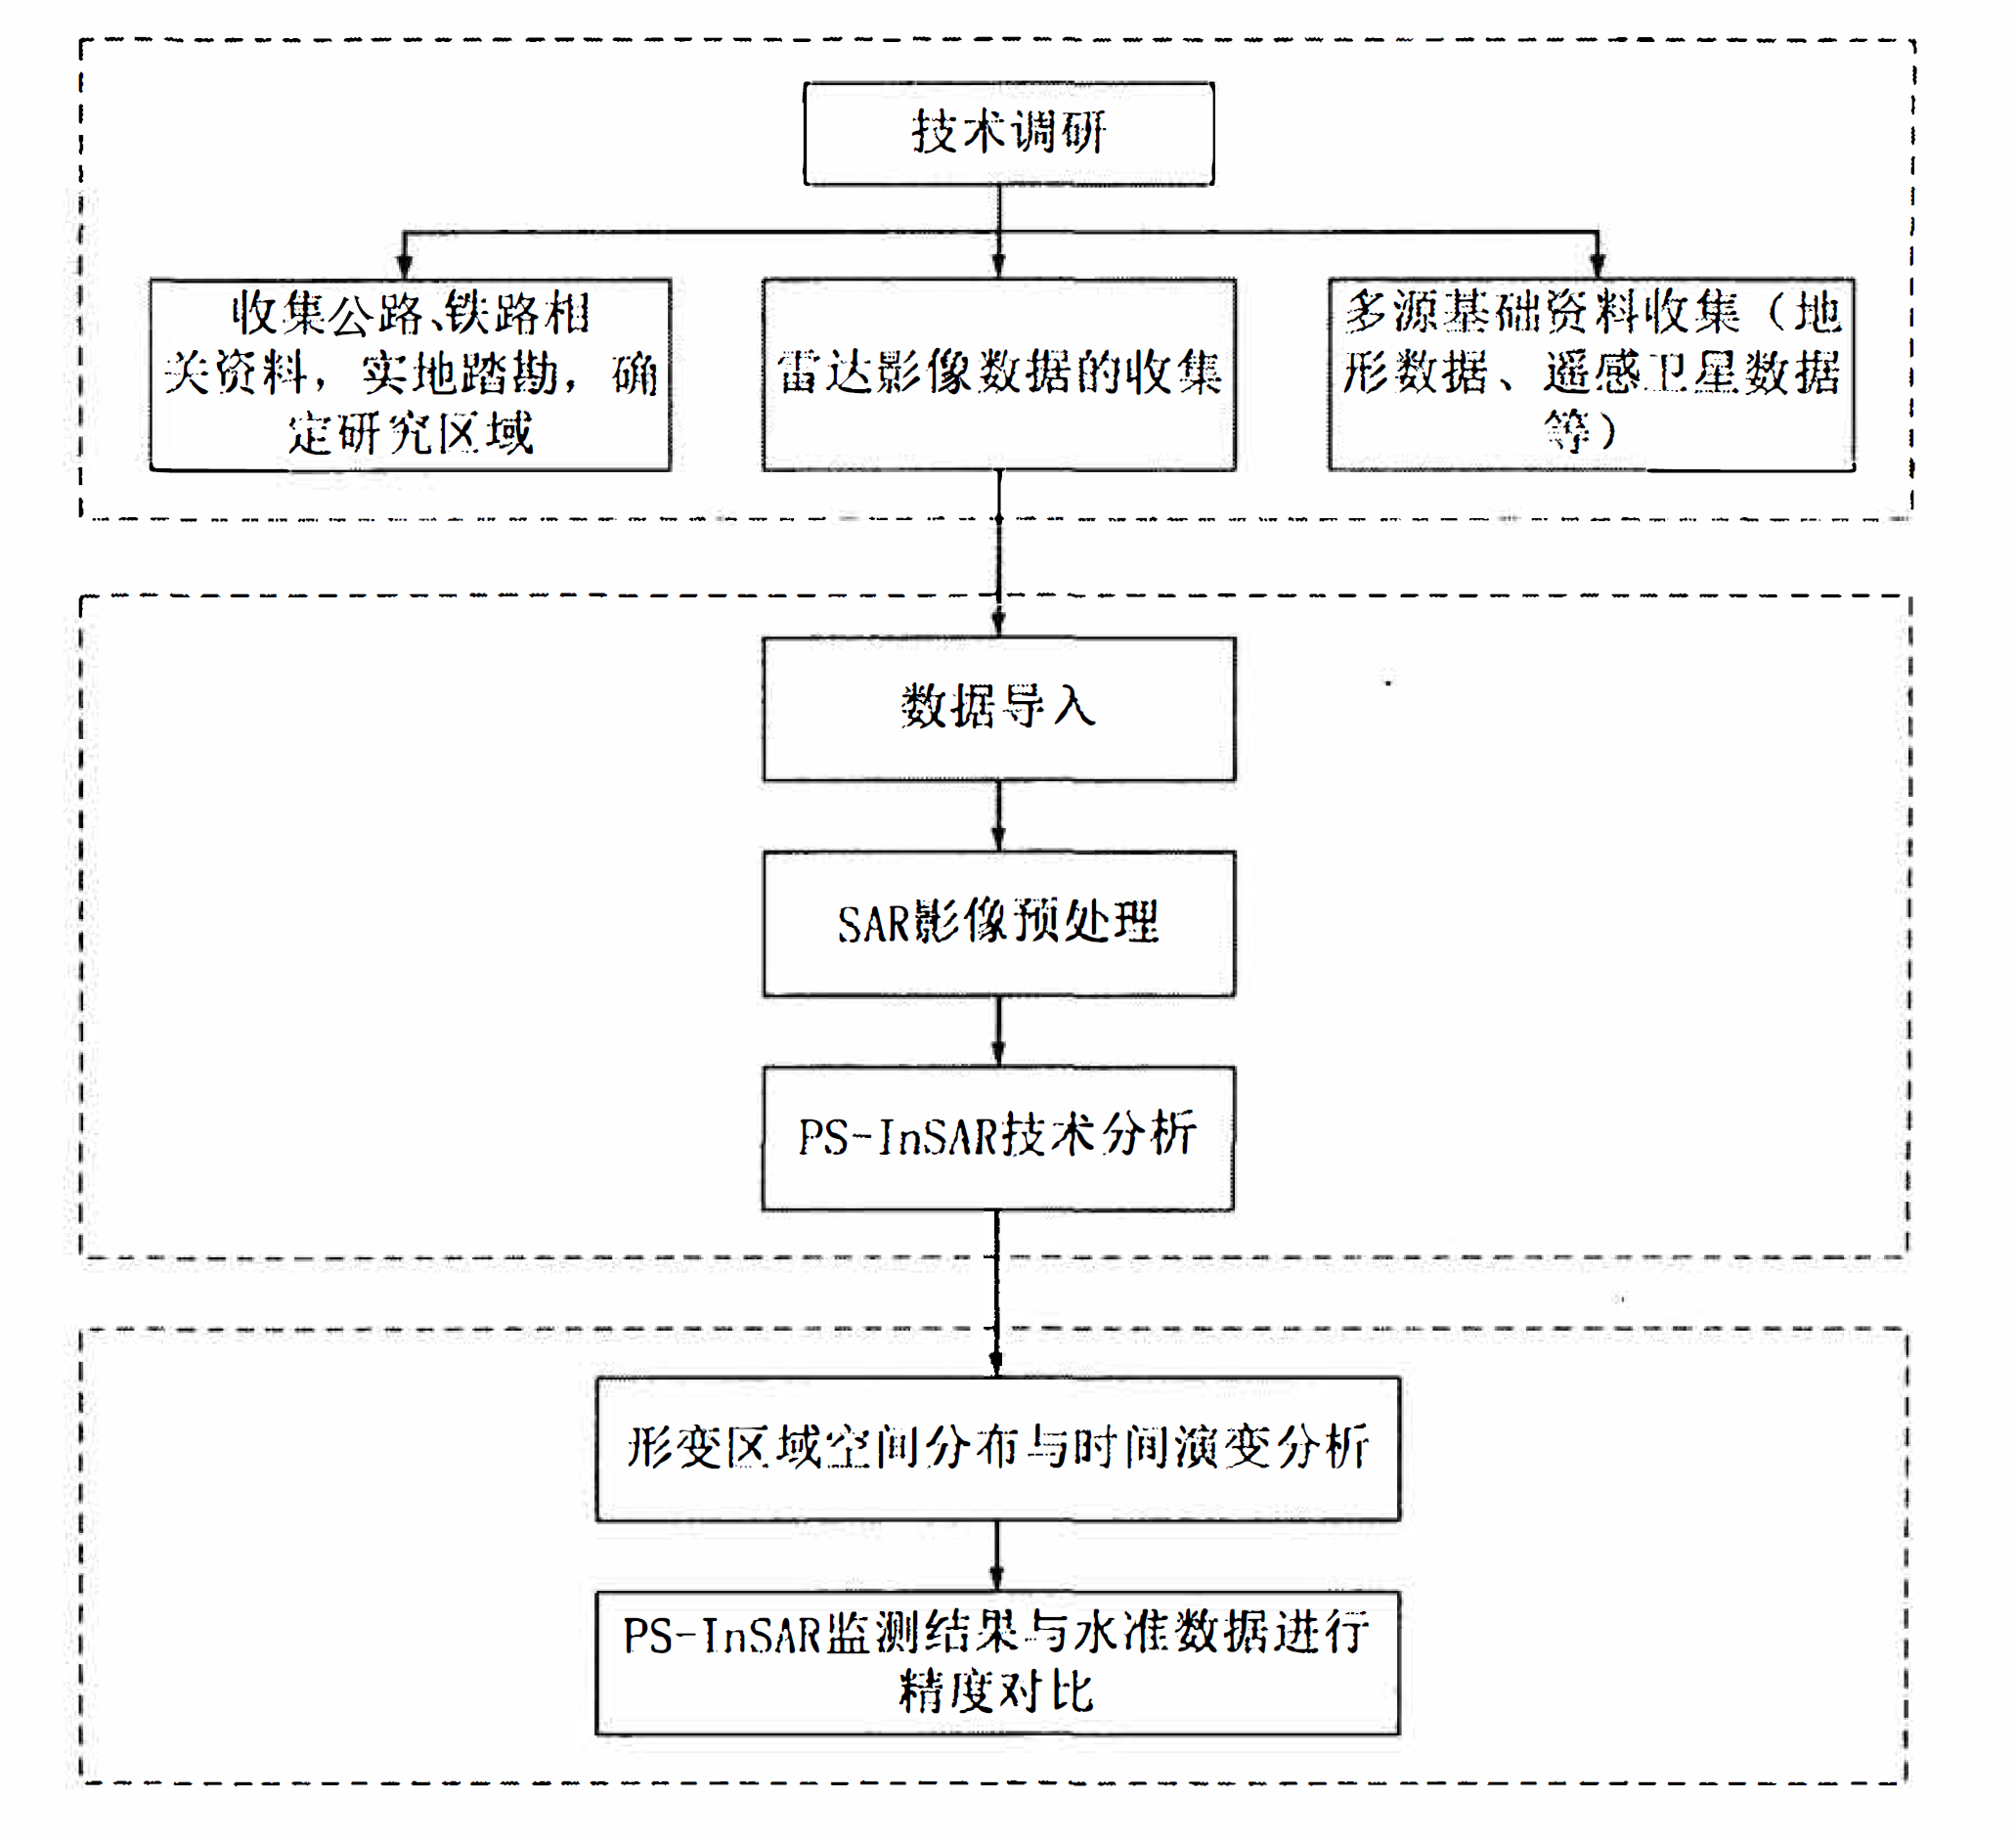 技术调研
收集公路、铁路相
关资料，实地踏勘，确
定研究区域
雷达影像数据的收集
多源基础资料收集（地
形数据、遥感卫星数据
等）
数据导入
SAR影像预处理
PS-InSAR技术分析
形变区域空间分布与时间演变分析
PS-InSAR监测结果与水准数据进行
精度对比